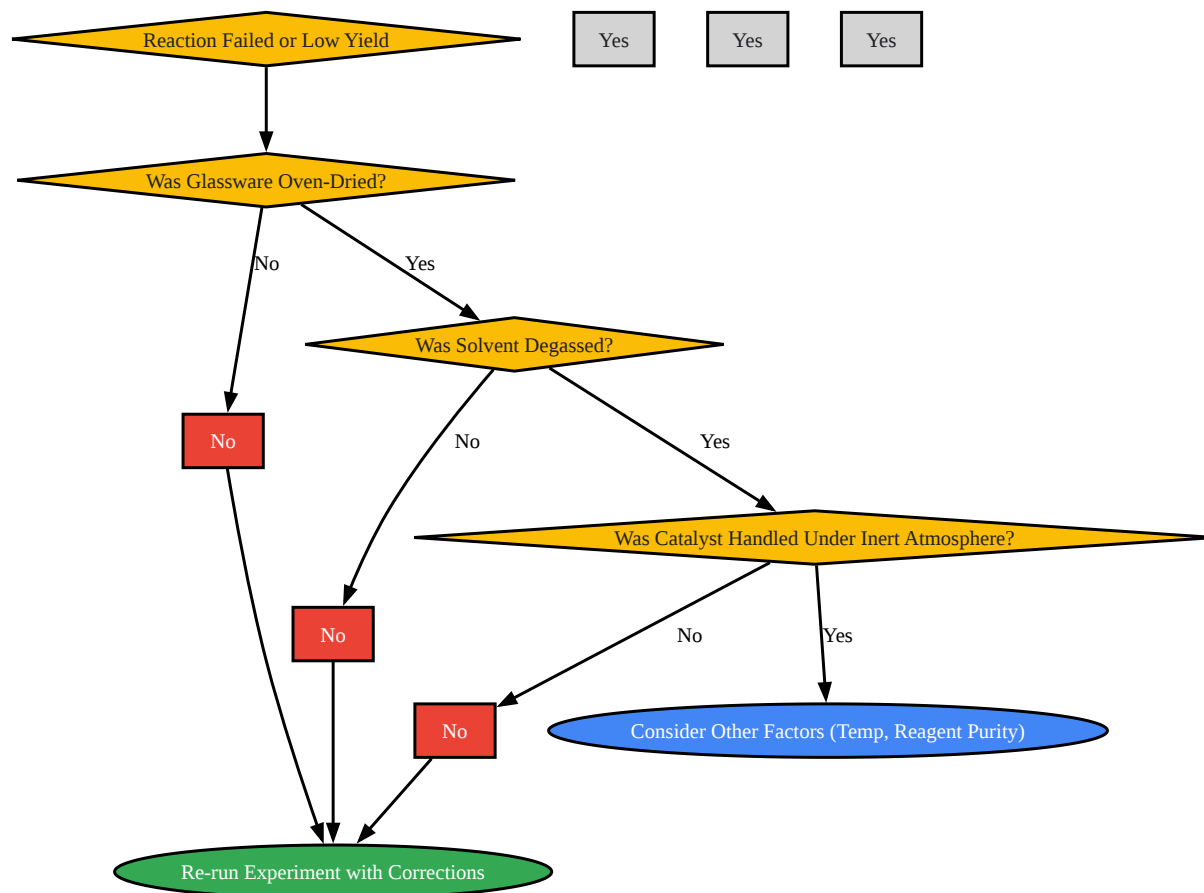 Reaction Failed or Low Yield
Yes
Yes
Yes
Was Glassware Oven-Dried?
No
Yes
Was Solvent Degassed?
No
No
Yes
Was Catalyst Handled Under Inert Atmosphere?
No
No
Yes
No
Consider Other Factors (Temp, Reagent Purity)
Re-run Experiment with Corrections